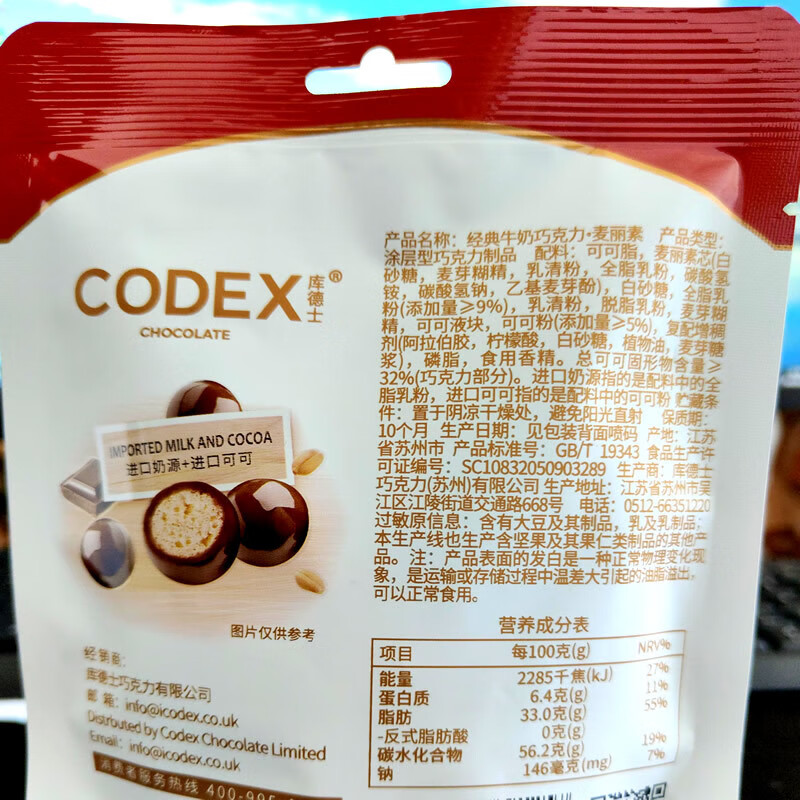 CODEX®
库德士
CHOCOLATE
IMPORTED MILK AND COCOA
进口奶源+进口可可
图片仅供参考
经销商:
库德士巧克力有限公司
邮 箱: info@icodex.co.uk
Distributed by Codex Chocolate Limited
Email: info@icodex.co.uk
消费者服务热线 400-995
产品名称: 经典牛奶巧克力·麦丽素 产品类型:
涂层型巧克力制品 配料: 可可脂, 麦丽素芯(白
砂糖, 麦芽糊精, 乳清粉, 全脂乳粉, 碳酸氢
铵, 碳酸氢钠, 乙基麦芽酚), 白砂糖, 全脂乳
粉(添加量≥9%), 乳清粉, 脱脂乳粉, 麦芽糊
精, 可可液块, 可可粉(添加量≥5%), 复配增稠
剂(阿拉伯胶, 柠檬酸, 白砂糖, 植物油, 麦芽糖
浆), 磷脂, 食用香精。总可可固形物含量≥
32%(巧克力部分)。进口奶源指的是配料中的全
脂乳粉, 进口可可指的是配料中的可可粉 贮藏条
件: 置于阴凉干燥处, 避免阳光直射 保质期:
10个月 生产日期: 见包装背面喷码 产地: 江苏
省苏州市 产品标准号: GB/T 19343 食品生产许
可证编号: SC10832050903289 生产商: 库德士
巧克力(苏州)有限公司 生产地址: 江苏省苏州市吴
江区江陵街道交通路668号 电话: 0512-66351220
过敏原信息: 含有大豆及其制品, 乳及乳制品;
本生产线也生产含坚果及其果仁类制品的其他产
品。注: 产品表面的发白是一种正常物理变化现
象, 是运输或存储过程中温差大引起的油脂溢出,
可以正常食用。
营养成分表
项目 每100克(g) NRV%
能量 2285千焦(kJ) 27%
蛋白质 6.4克(g) 11%
脂肪 33.0克(g) 55%
-反式脂肪酸 0克(g)
碳水化合物 56.2克(g) 19%
钠 146毫克(mg) 7%